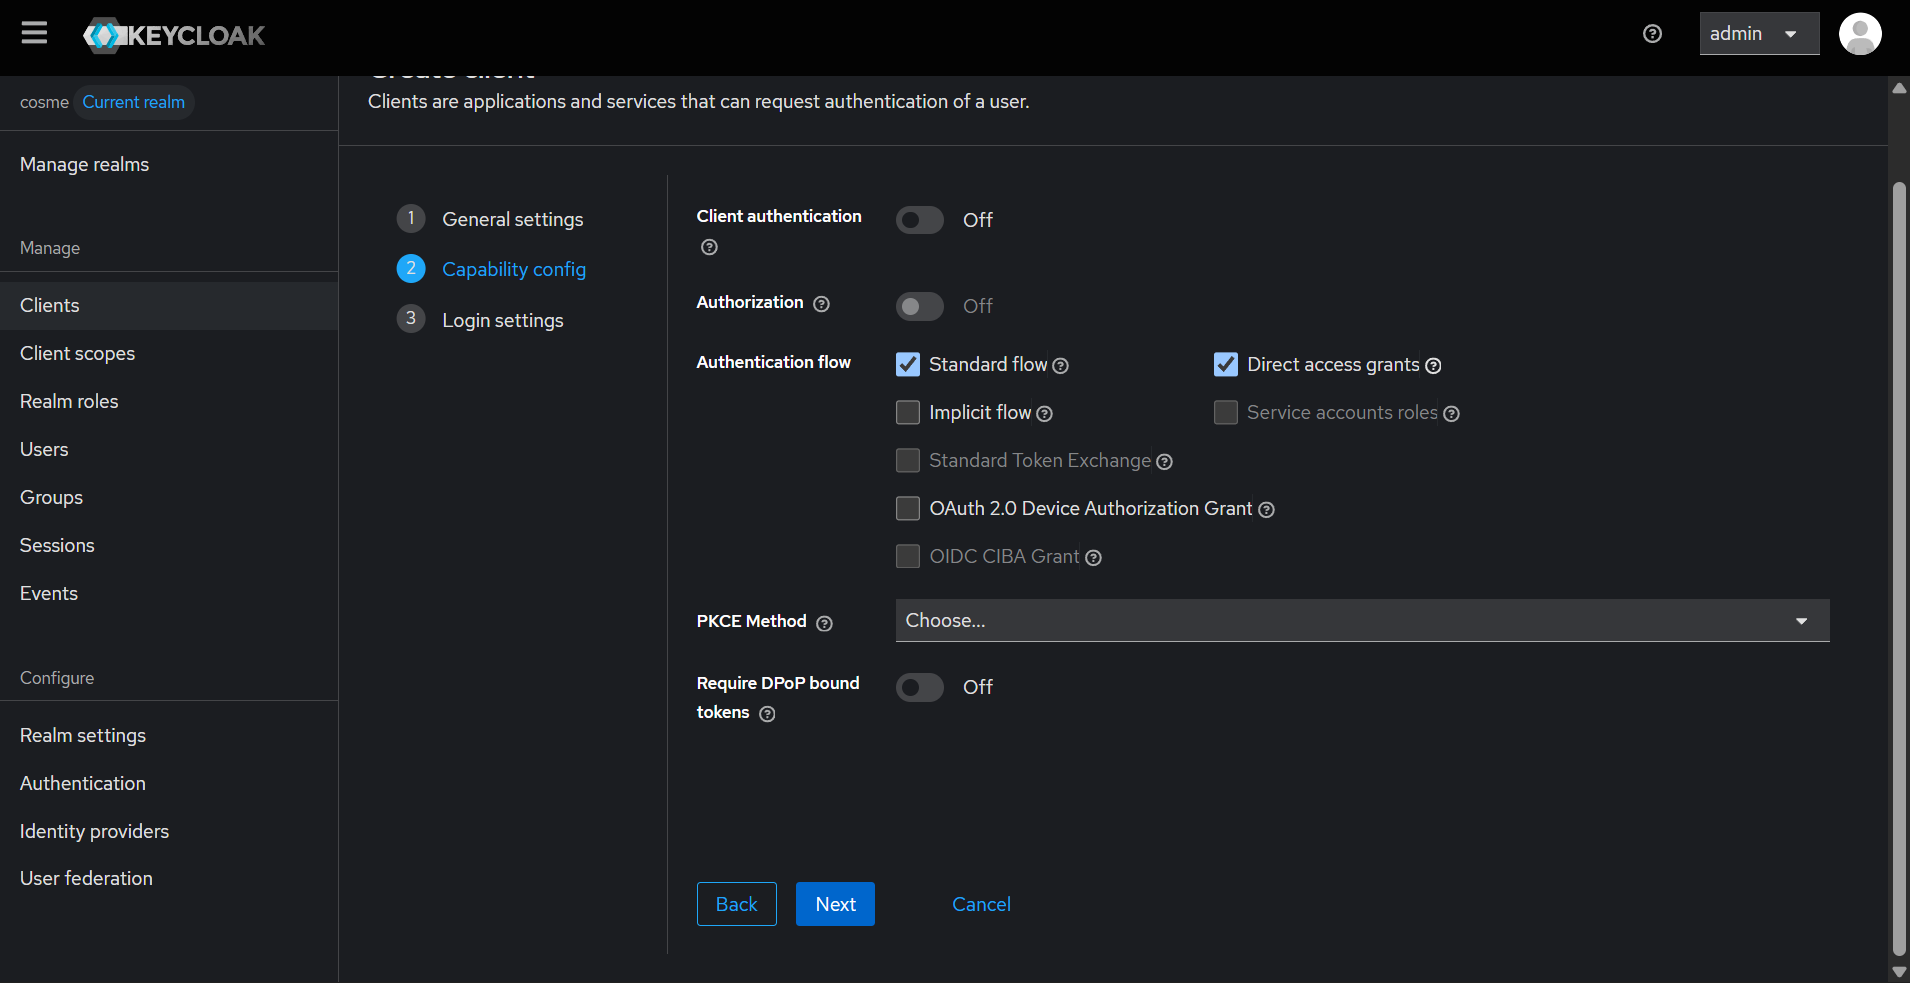 KEYCLOAK
admin
cosme Current realm
Manage realms
Manage
Clients
Client scopes
Realm roles
Users
Groups
Sessions
Events
Configure
Realm settings
Authentication
Identity providers
User federation
Create client
Clients are applications and services that can request authentication of a user.
1 General settings
2 Capability config
3 Login settings
Client authentication
Off
Authorization
Off
Authentication flow
Standard flow
Direct access grants
Implicit flow
Service accounts roles
Standard Token Exchange
OAuth 2.0 Device Authorization Grant
OIDC CIBA Grant
PKCE Method
Choose...
Require DPoP bound
tokens
Off
Back
Next
Cancel